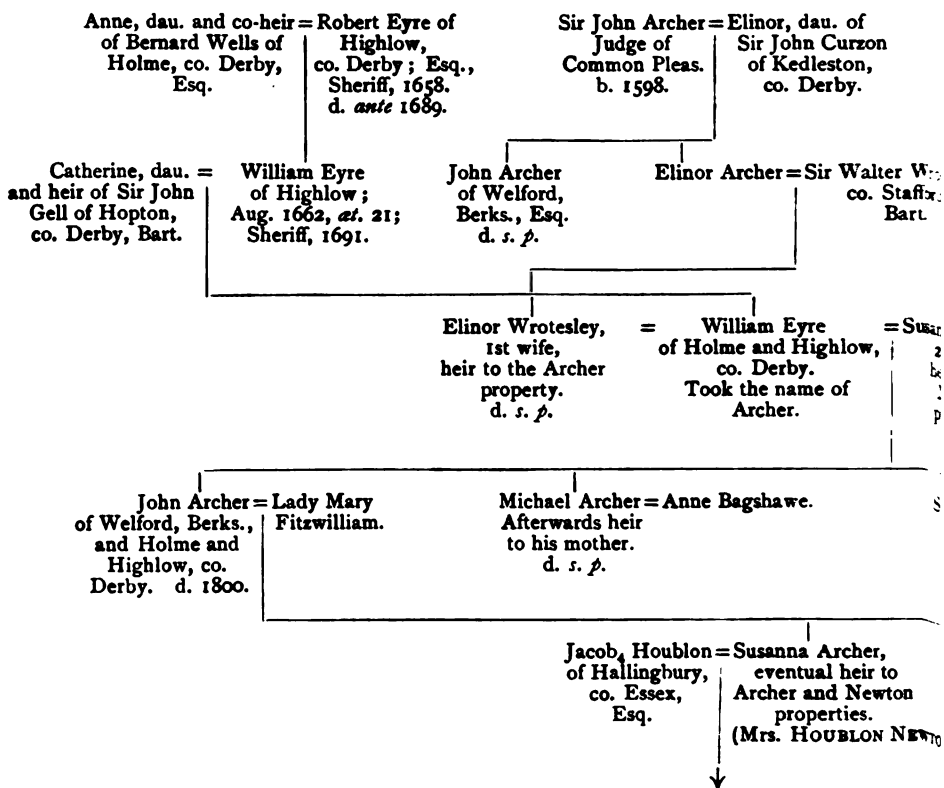 Anne, dau. and co-heir = Robert Eyre of
of Bernard Wells of Highlow,
Holme, co. Derby, co. Derby; Esq.,
Esq. Sheriff, 1658.
d. ante 1689.
Sir John Archer = Elinor, dau. of
Judge of Sir John Curzon
Common Pleas. of Kedleston,
b. 1598. co. Derby.
Catherine, dau. = William Eyre
and heir of Sir John of Highlow;
Gell of Hopton, Aug. 1662, æt. 21;
co. Derby, Bart. Sheriff, 1691.
John Archer
of Welford,
Berks., Esq.
d. s. p.
Elinor Archer = Sir Walter
co.
Bart.
Elinor Wrotesley, = William Eyre =
1st wife, of Holme and Highlow,
heir to the Archer co. Derby.
property. Took the name of
d. s. p. Archer.
John Archer = Lady Mary
of Welford, Berks., Fitzwilliam.
and Holme and
Highlow, co.
Derby. d. 1800.
Michael Archer = Anne Bagshawe.
Afterwards heir
to his mother.
d. s. p.
Jacob Houblon = Susanna Archer,
of Hallingbury, eventual heir to
co. Essex, Archer and Newton
Esq. properties.
(Mrs. HOUBLON